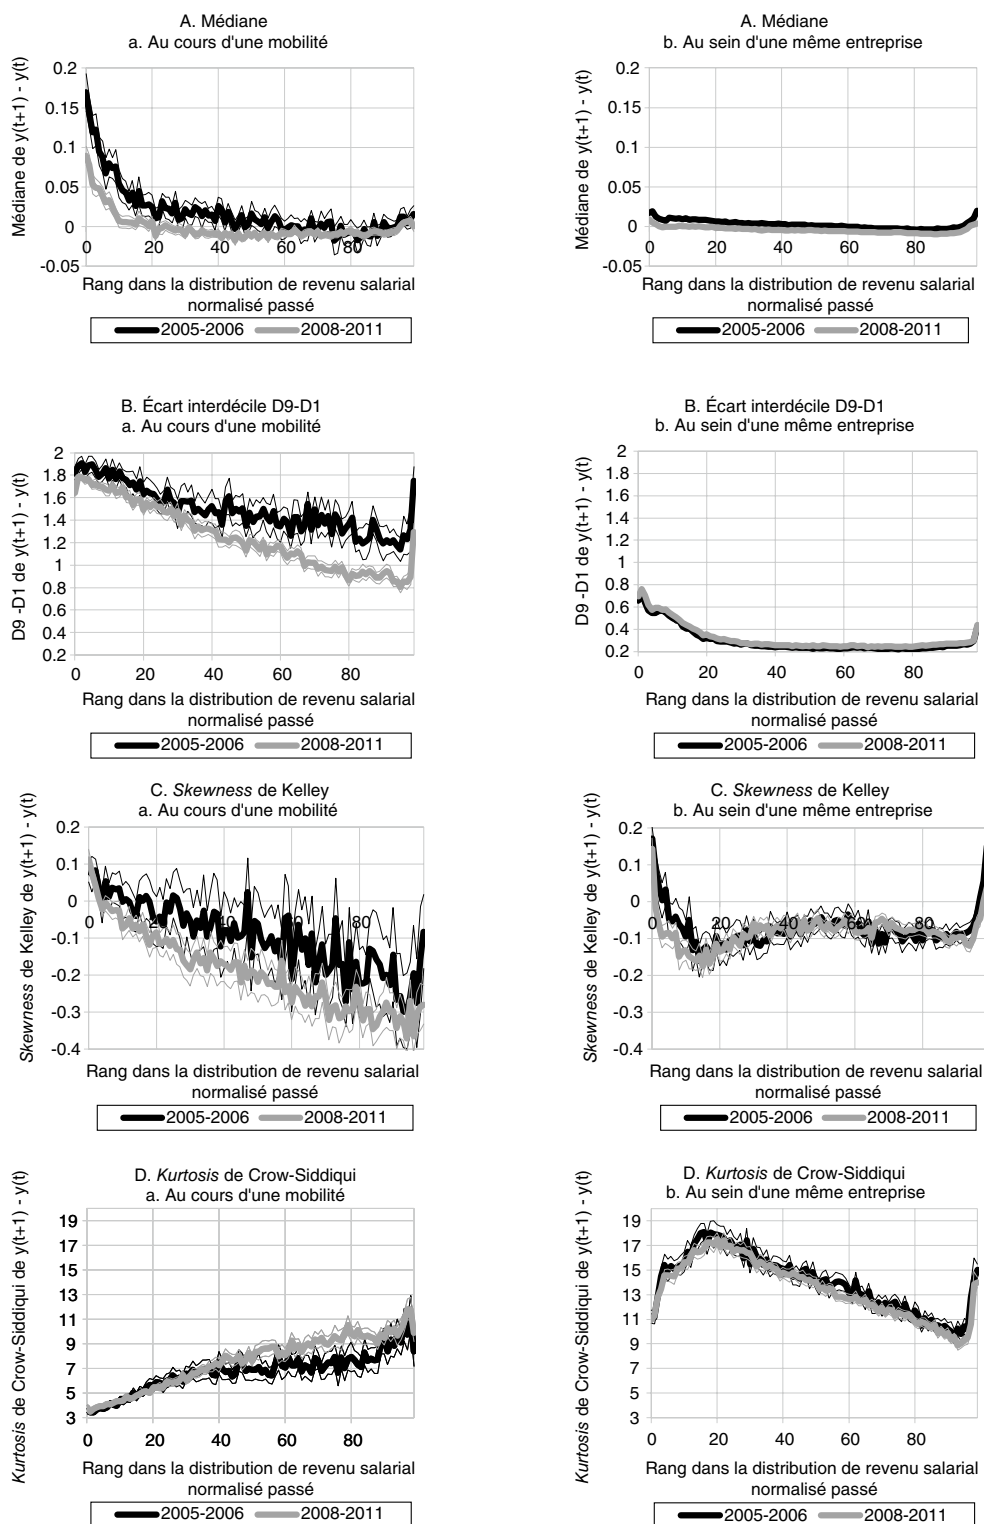 A. Médiane
a. Au cours d'une mobilité
Médiane de y(t+1) - y(t)
0.2
0.15
0.1
0.05
0
-0.05
0 20 40 60 80
Rang dans la distribution de revenu salarial
normalisé passé
2005-2006 2008-2011
A. Médiane
b. Au sein d'une même entreprise
Médiane de y(t+1) - y(t)
0.2
0.15
0.1
0.05
0
-0.05
0 20 40 60 80
Rang dans la distribution de revenu salarial
normalisé passé
2005-2006 2008-2011
B. Écart interdécile D9-D1
a. Au cours d'une mobilité
D9 -D1 de y(t+1) - y(t)
2
1.8
1.6
1.4
1.2
1
0.8
0.6
0.4
0.2
0 20 40 60 80
Rang dans la distribution de revenu salarial
normalisé passé
2005-2006 2008-2011
B. Écart interdécile D9-D1
b. Au sein d'une même entreprise
D9 -D1 de y(t+1) - y(t)
2
1.8
1.6
1.4
1.2
1
0.8
0.6
0.4
0.2
0 20 40 60 80
Rang dans la distribution de revenu salarial
normalisé passé
2005-2006 2008-2011
C. Skewness de Kelley
a. Au cours d'une mobilité
Skewness de Kelley de y(t+1) - y(t)
0.2
0.1
0
-0.1
-0.2
-0.3
-0.4
0 20 40 60 80
Rang dans la distribution de revenu salarial
normalisé passé
2005-2006 2008-2011
C. Skewness de Kelley
b. Au sein d'une même entreprise
Skewness de Kelley de y(t+1) - y(t)
0.2
0.1
0
-0.1
-0.2
-0.3
-0.4
0 20 40 60 80
Rang dans la distribution de revenu salarial
normalisé passé
2005-2006 2008-2011
D. Kurtosis de Crow-Siddiqui
a. Au cours d'une mobilité
Kurtosis de Crow-Siddiqui de y(t+1) - y(t)
19
17
15
13
11
9
7
5
3
0 20 40 60 80
Rang dans la distribution de revenu salarial
normalisé passé
2005-2006 2008-2011
D. Kurtosis de Crow-Siddiqui
b. Au sein d'une même entreprise
Kurtosis de Crow-Siddiqui de y(t+1) - y(t)
19
17
15
13
11
9
7
5
3
0 20 40 60 80
Rang dans la distribution de revenu salarial
normalisé passé
2005-2006 2008-2011